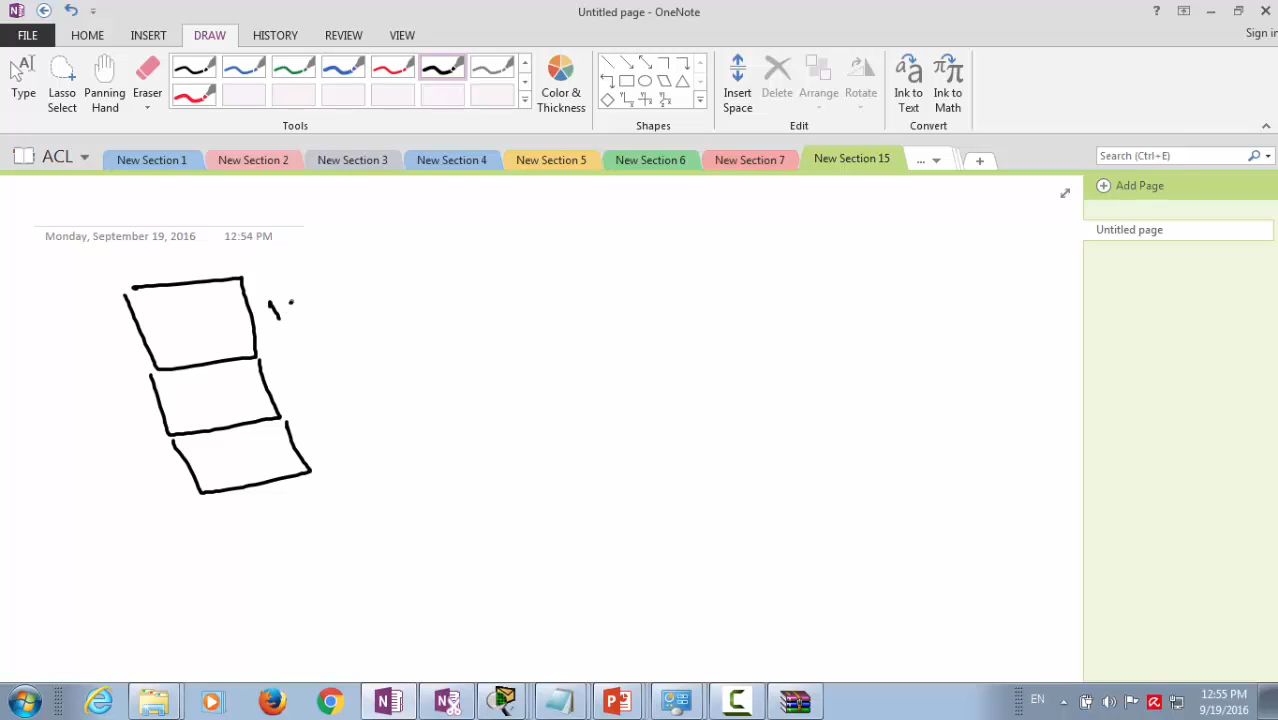 Untitled page - OneNote
? 
Sign in
FILE HOME INSERT DRAW HISTORY REVIEW VIEW
Type
Lasso Select
Panning Hand
Eraser
Color & Thickness
Insert Space
Delete
Arrange
Rotate
Ink to Text
Ink to Math
Tools
Shapes
Edit
Convert
ACL
New Section 1
New Section 2
New Section 3
New Section 4
New Section 5
New Section 6
New Section 7
New Section 15
...
Search (Ctrl+E)
Add Page
Untitled page
Monday, September 19, 2016 12:54 PM
EN
12:55 PM
9/19/2016